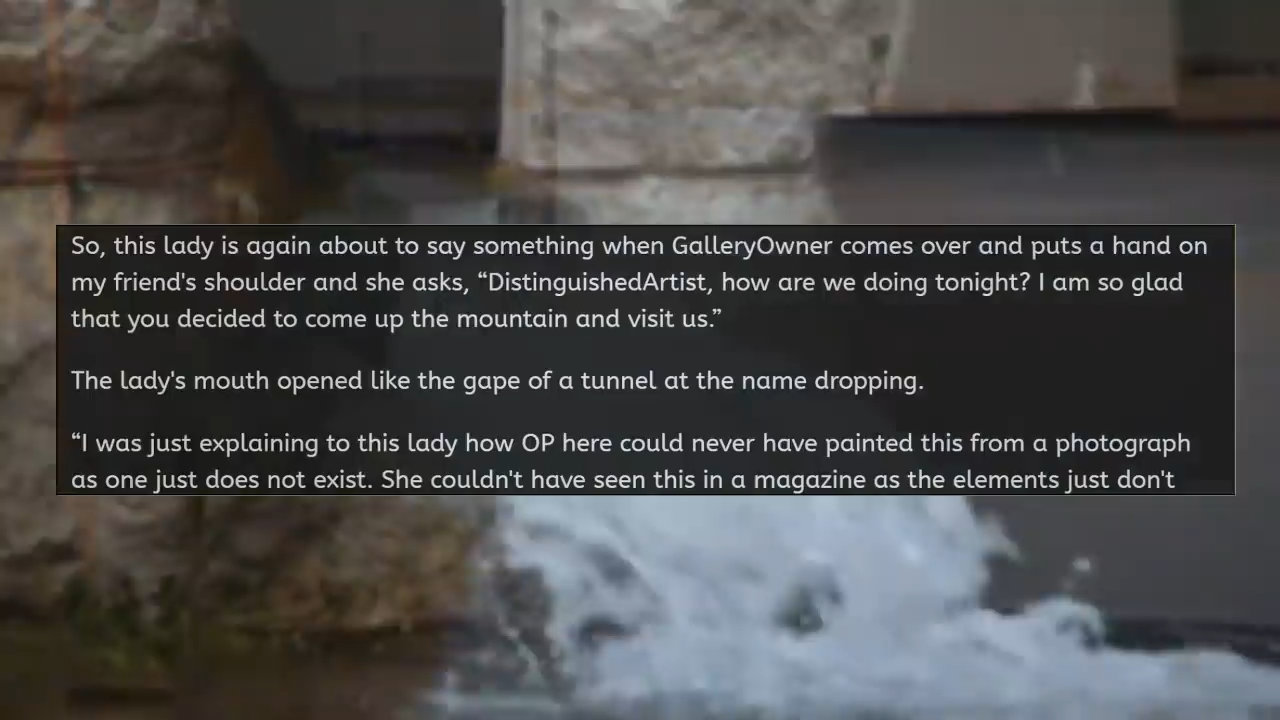 So, this lady is again about to say something when GalleryOwner comes over and puts a hand on
my friend's shoulder and she asks, “DistinguishedArtist, how are we doing tonight? I am so glad
that you decided to come up the mountain and visit us.”
The lady's mouth opened like the gape of a tunnel at the name dropping.
“I was just explaining to this lady how OP here could never have painted this from a photograph
as one just does not exist. She couldn't have seen this in a magazine as the elements just don't